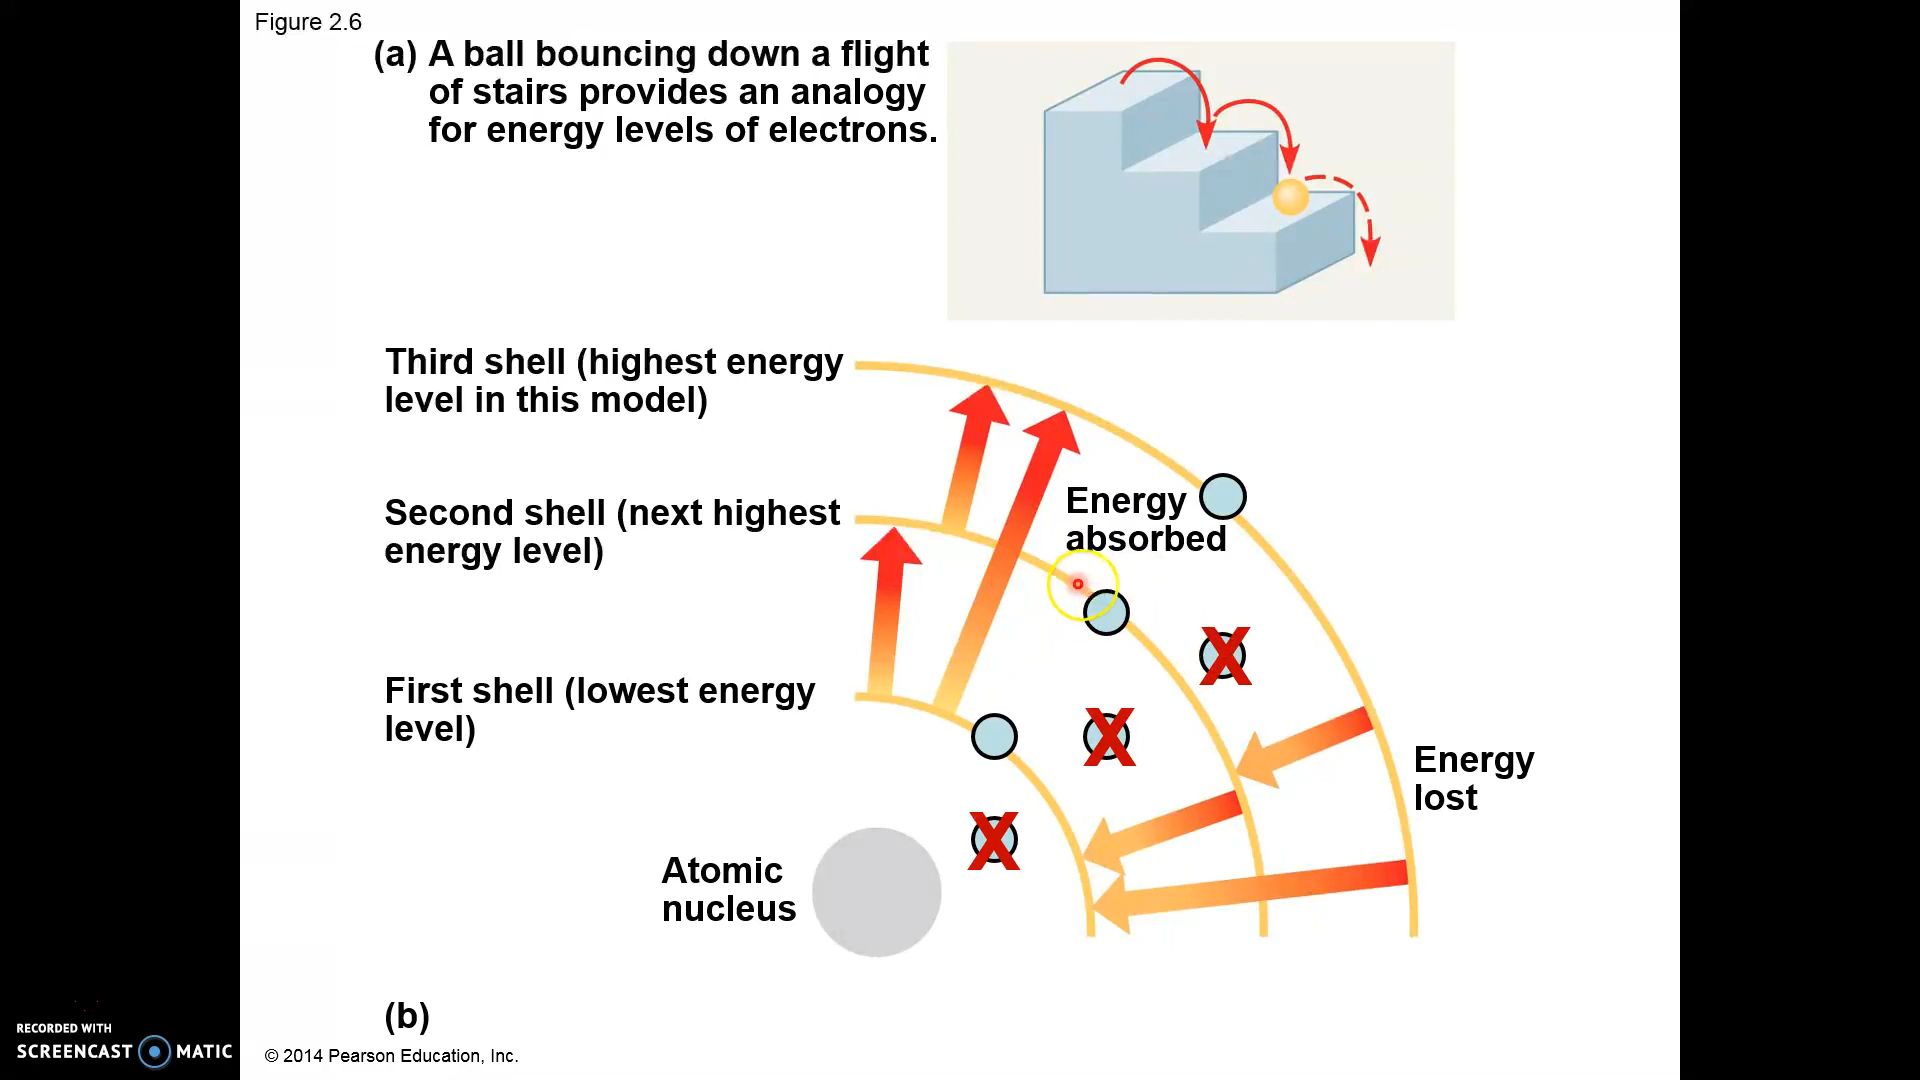 Figure 2.6
(a) A ball bouncing down a flight
of stairs provides an analogy
for energy levels of electrons.
Third shell (highest energy
level in this model)
Second shell (next highest
energy level)
Energy
absorbed
First shell (lowest energy
level)
X
X
X
Energy
lost
Atomic
nucleus
(b)
© 2014 Pearson Education, Inc.
RECORDED WITH
SCREENCAST MATIC